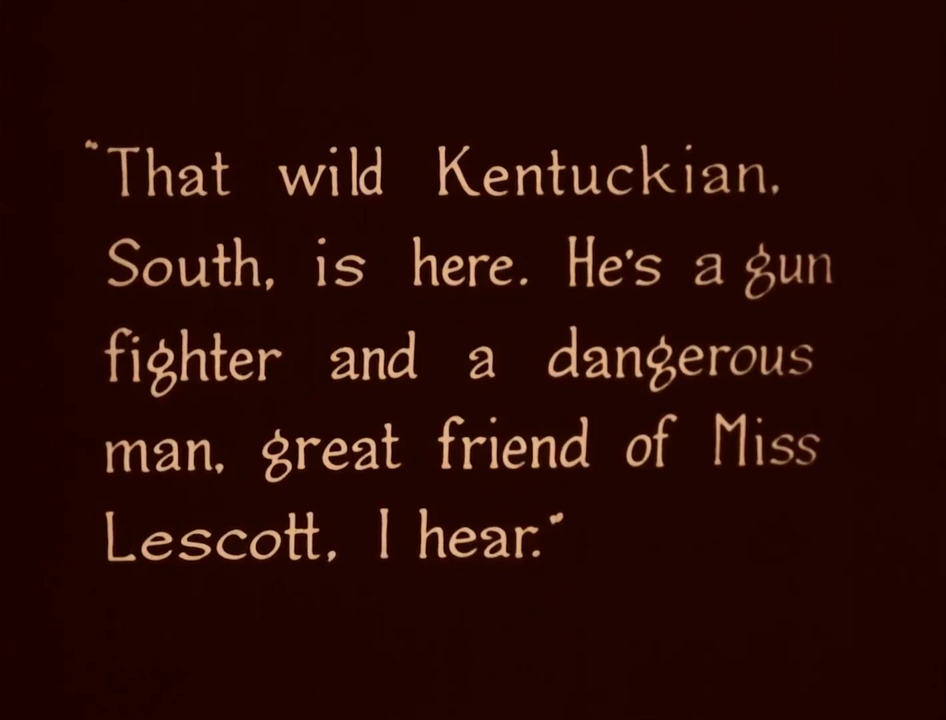 "That wild Kentuckian,
South, is here. He's a gun
fighter and a dangerous
man, great friend of Miss
Lescott, I hear."